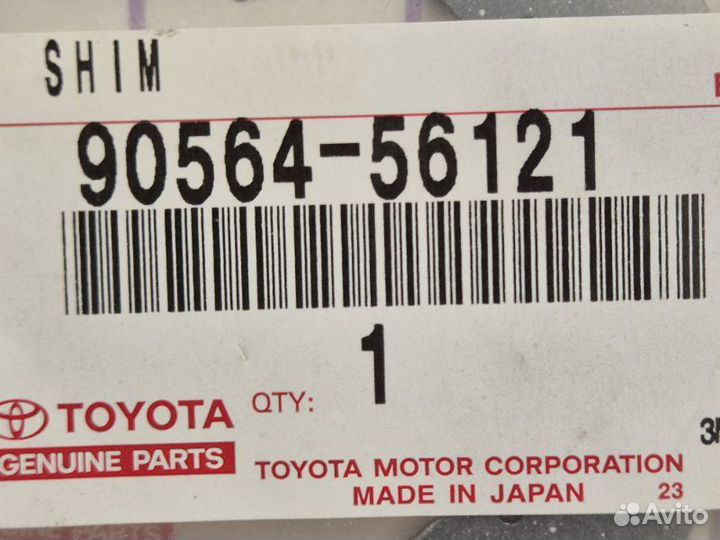 SHIM
90564-56121
1
TOYOTA QTY:
GENUINE PARTS
TOYOTA MOTOR CORPORATION
MADE IN JAPAN 23
Avito